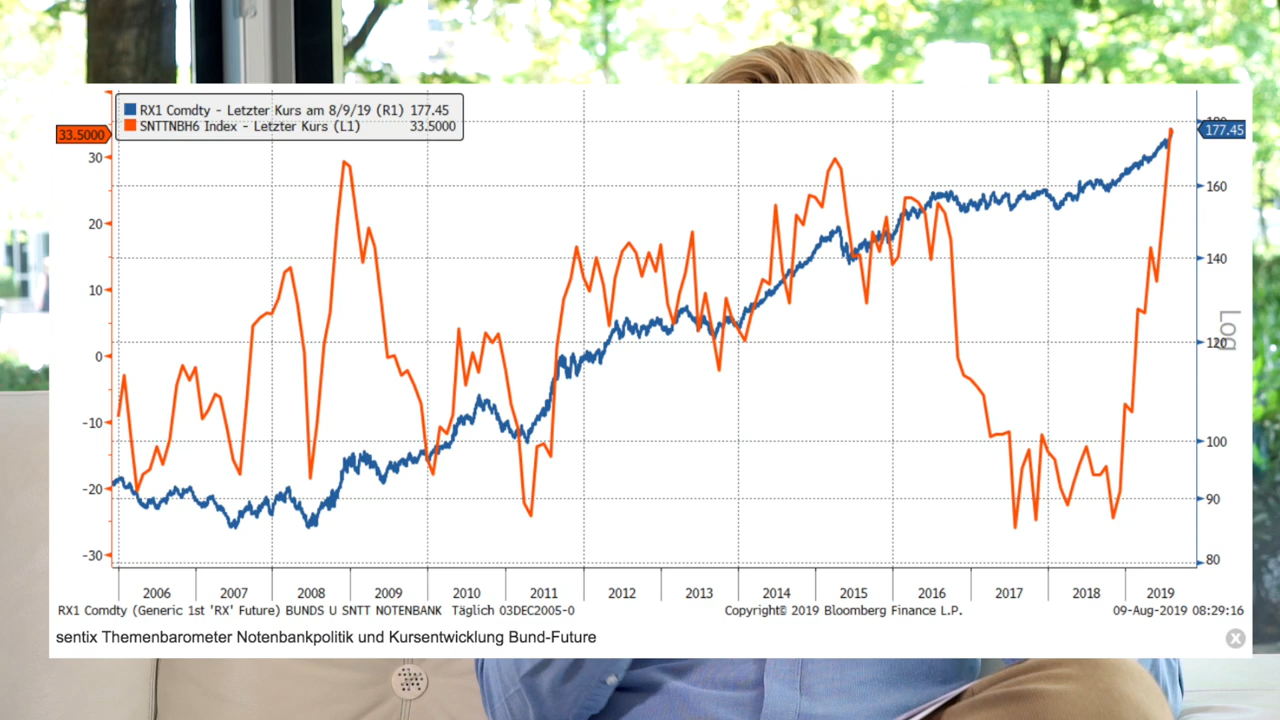 RX1 Comdty - Letzter Kurs am 8/9/19 (R1) 177.45
SNTTNBH6 Index - Letzter Kurs (L1) 33.5000
33.5000
30
20
10
0
-10
-20
-30
180
177.45
160
140
120
100
90
80
Log
2006 2007 2008 2009 2010 2011 2012 2013 2014 2015 2016 2017 2018 2019
RX1 Comdty (Generic 1st 'RX' Future) BUNDS U SNTT NOTENBANK Täglich 03DEC2005-0 Copyright© 2019 Bloomberg Finance L.P. 09-Aug-2019 08:29:16
sentix Themenbarometer Notenbankpolitik und Kursentwicklung Bund-Future